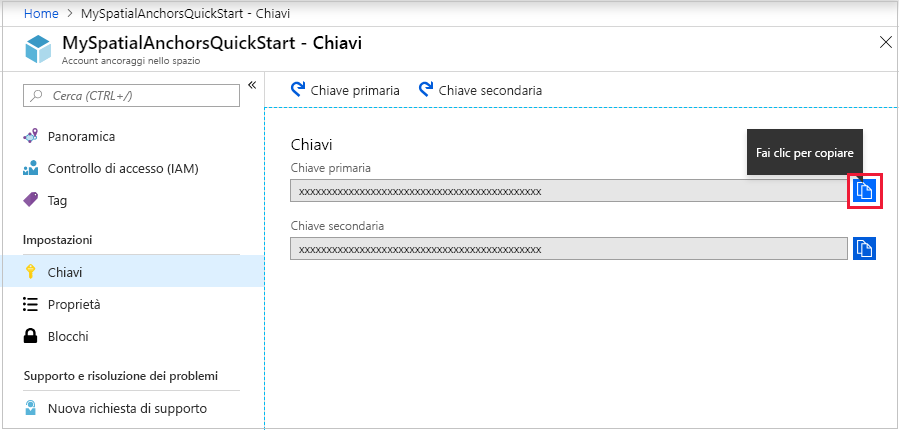 Home > MySpatialAnchorsQuickStart - Chiavi
MySpatialAnchorsQuickStart - Chiavi
Account ancoraggi nello spazio
Cerca (CTRL+/)
«
Panoramica
Controllo di accesso (IAM)
Tag
Impostazioni
Chiavi
Proprietà
Blocchi
Supporto e risoluzione dei problemi
Nuova richiesta di supporto
Chiave primaria Chiave secondaria
Chiavi
Fai clic per copiare
Chiave primaria
xxxxxxxxxxxxxxxxxxxxxxxxxxxxxxxxxxxxxxxxxxxx
Chiave secondaria
xxxxxxxxxxxxxxxxxxxxxxxxxxxxxxxxxxxxxxxxxxxx